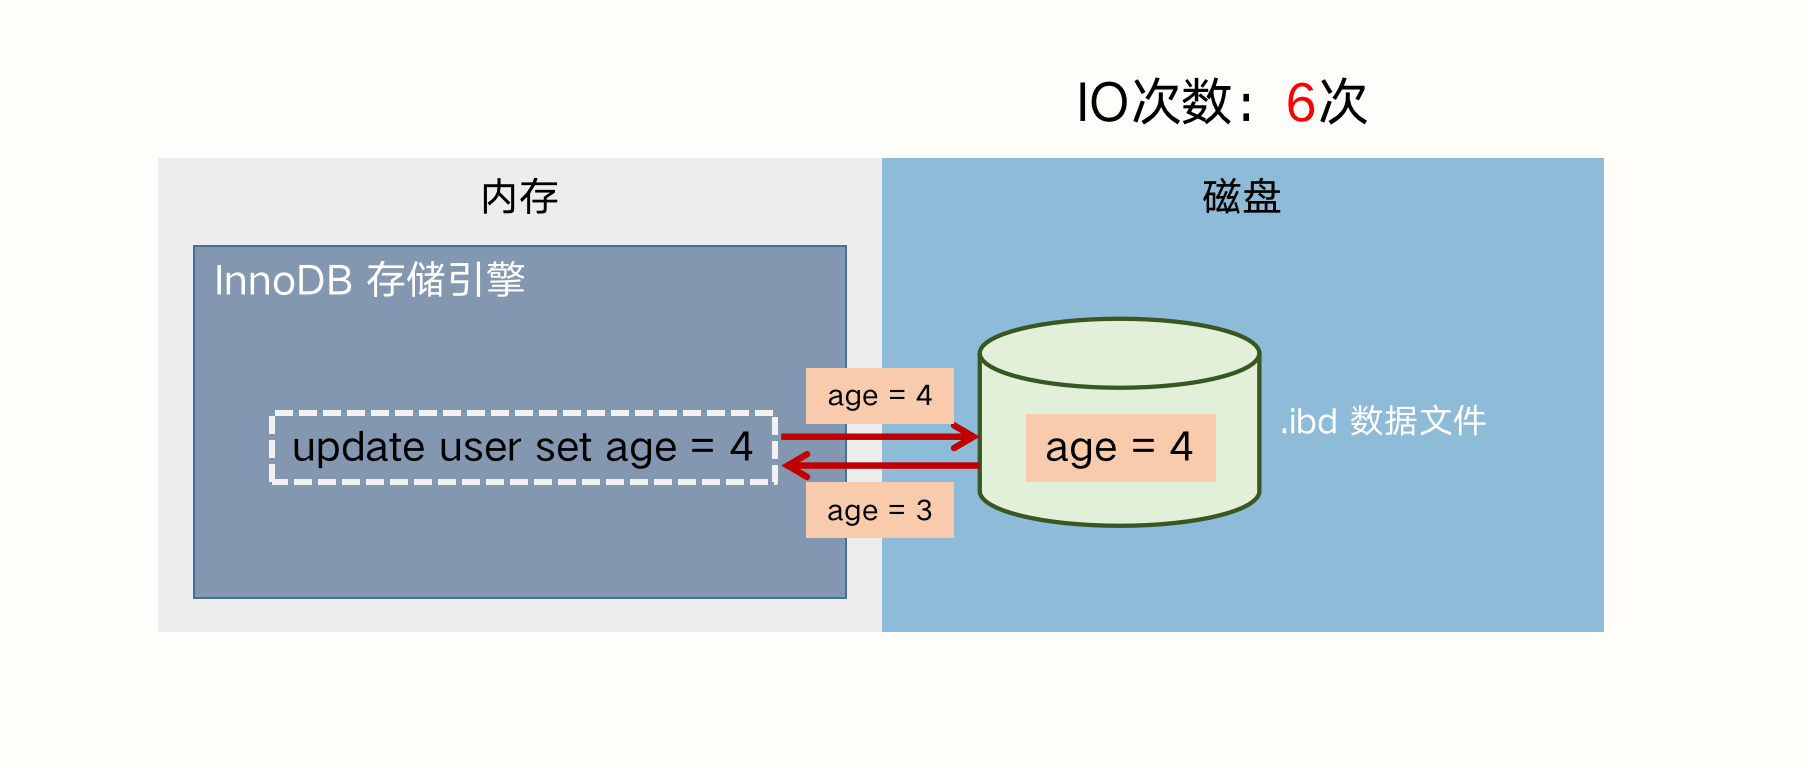 IO次数：6次
内存
磁盘
InnoDB 存储引擎
age = 4
update user set age = 4
age = 4
.ibd 数据文件
age = 3